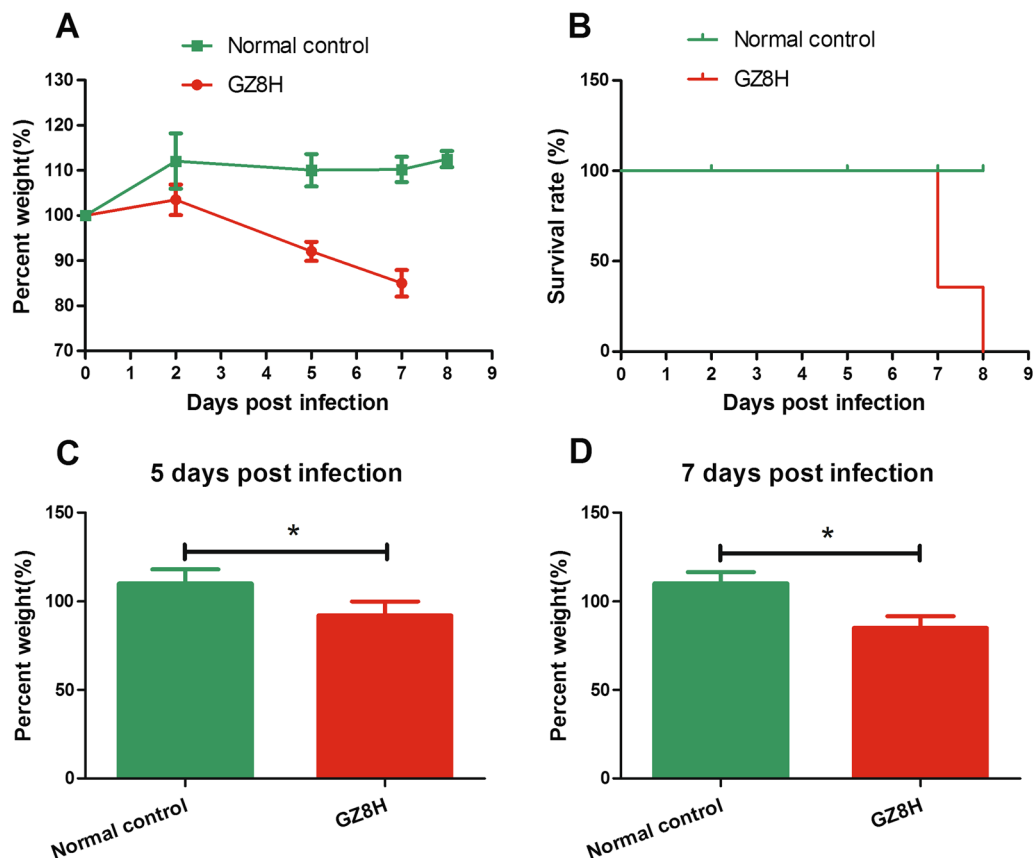 A
Normal control
GZ8H
130
120
110
100
90
80
70
Percent weight(%)
0 1 2 3 4 5 6 7 8 9
Days post infection
B
Normal control
GZ8H
150
100
50
0
Survival rate (%)
0 1 2 3 4 5 6 7 8 9
Days post infection
C
5 days post infection
150
100
50
0
Percent weight(%)
*
Normal control
GZ8H
D
7 days post infection
150
100
50
0
Percent weight(%)
*
Normal control
GZ8H